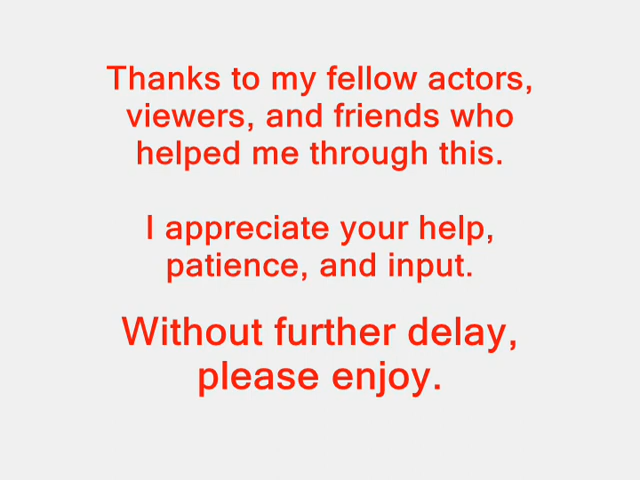 Thanks to my fellow actors,
viewers, and friends who
helped me through this.
I appreciate your help,
patience, and input.
Without further delay,
please enjoy.